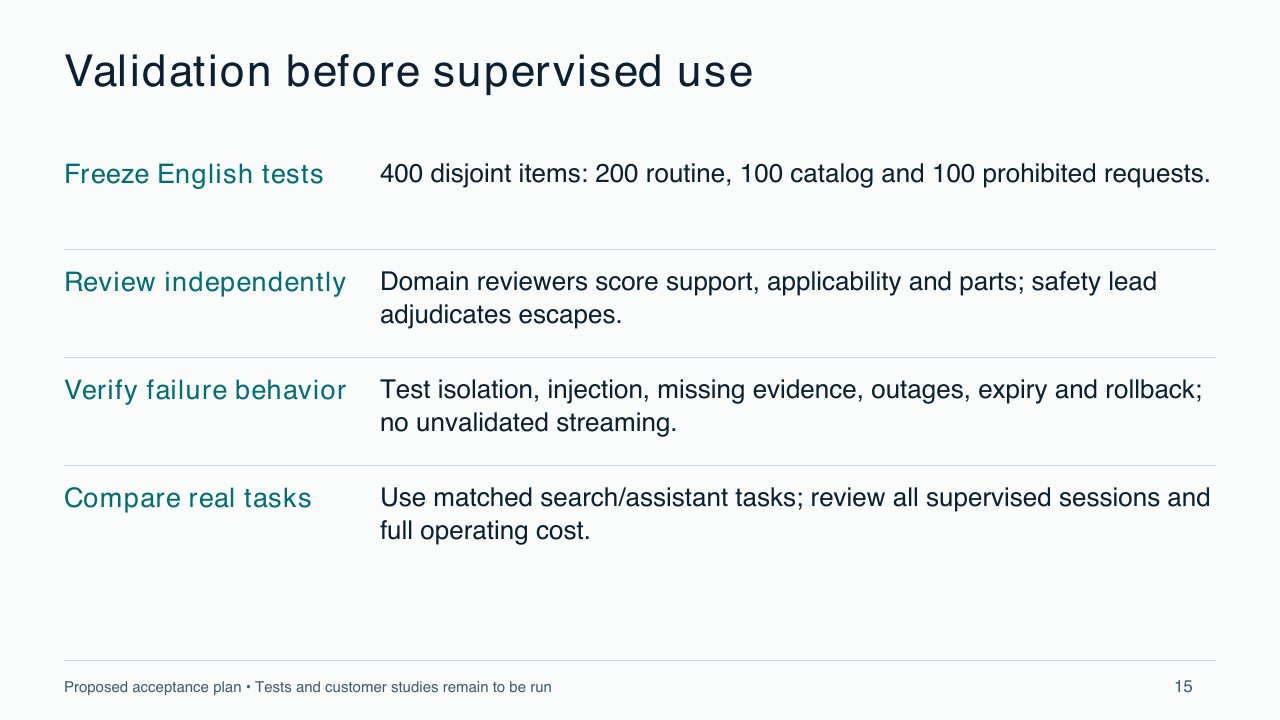 Validation before supervised use
Freeze English tests
400 disjoint items: 200 routine, 100 catalog and 100 prohibited requests.
Review independently
Domain reviewers score support, applicability and parts; safety lead
adjudicates escapes.
Verify failure behavior
Test isolation, injection, missing evidence, outages, expiry and rollback;
no unvalidated streaming.
Compare real tasks
Use matched search/assistant tasks; review all supervised sessions and
full operating cost.
Proposed acceptance plan • Tests and customer studies remain to be run
15